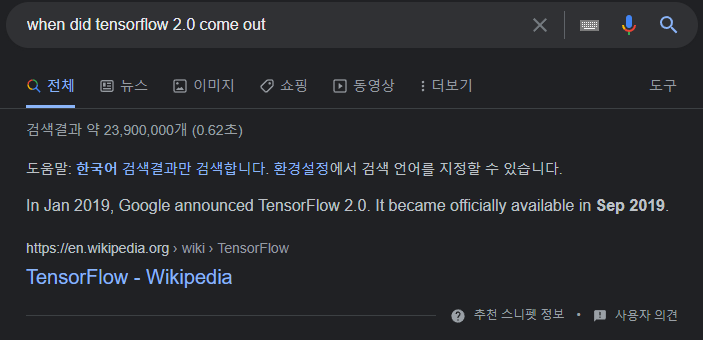 when did tensorflow 2.0 come out
전체 뉴스 이미지 쇼핑 동영상 더보기 도구
검색결과 약 23,900,000개 (0.62초)
도움말: 한국어 검색결과만 검색합니다. 환경설정에서 검색 언어를 지정할 수 있습니다.
In Jan 2019, Google announced TensorFlow 2.0. It became officially available in Sep 2019.
https://en.wikipedia.org › wiki › TensorFlow
TensorFlow - Wikipedia
추천 스니펫 정보 • 사용자 의견